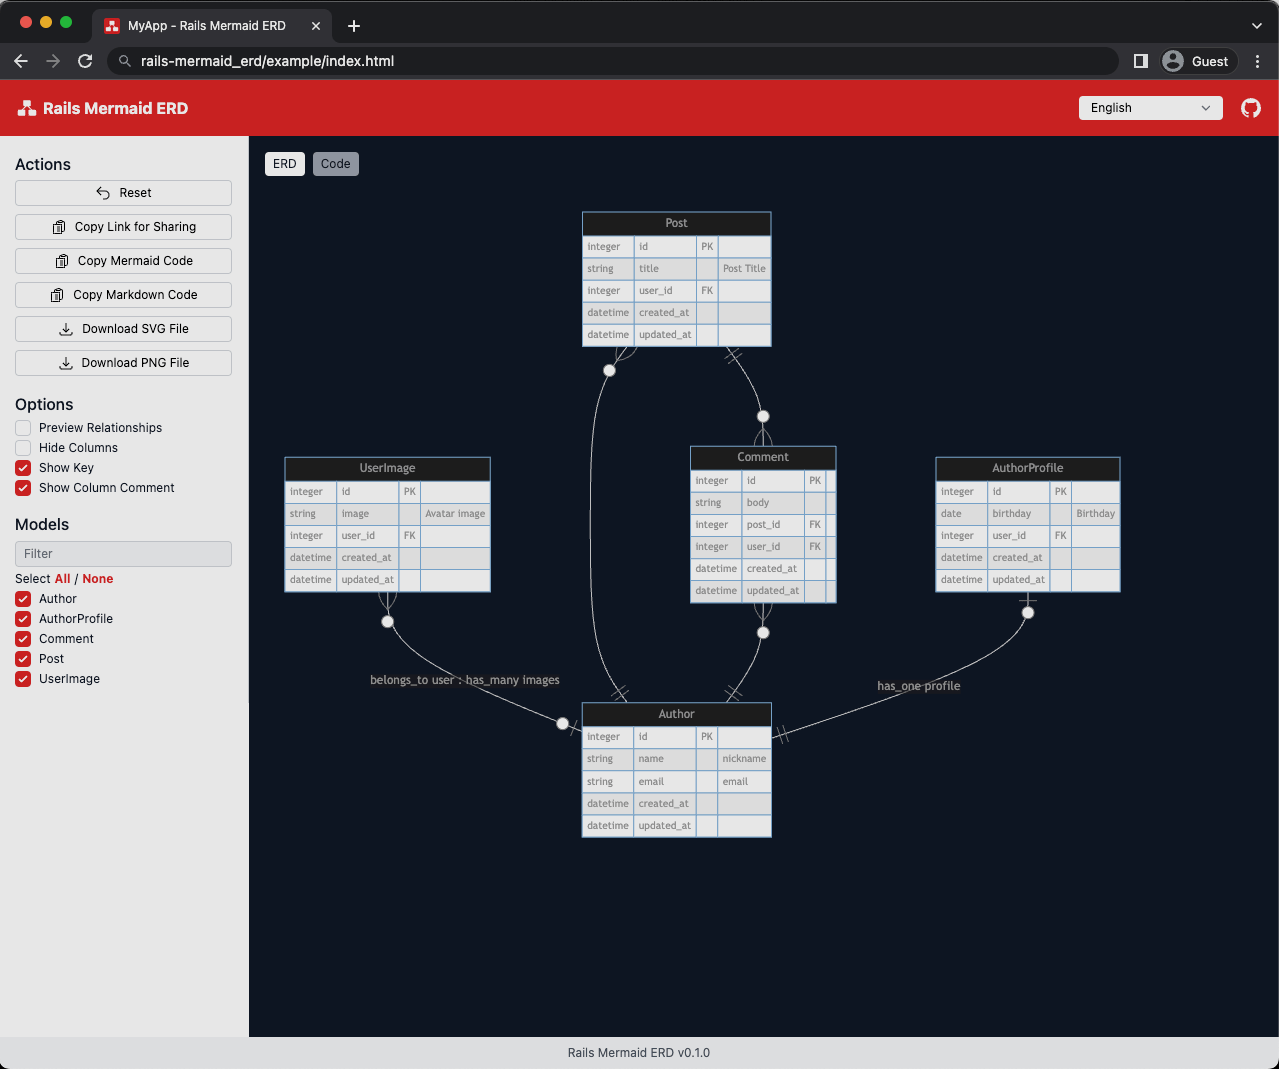 MyApp - Rails Mermaid ERD
rails-mermaid_erd/example/index.html
Guest
Rails Mermaid ERD
English
Actions
Reset
Copy Link for Sharing
Copy Mermaid Code
Copy Markdown Code
Download SVG File
Download PNG File
Options
Preview Relationships
Hide Columns
Show Key
Show Column Comment
Models
Filter
Select All / None
Author
AuthorProfile
Comment
Post
UserImage
ERD Code
Post
integer id PK
string title Post Title
integer user_id FK
datetime created_at
datetime updated_at
UserImage
integer id PK
string image Avatar image
integer user_id FK
datetime created_at
datetime updated_at
Comment
integer id PK
string body
integer post_id FK
integer user_id FK
datetime created_at
datetime updated_at
AuthorProfile
integer id PK
date birthday Birthday
integer user_id FK
datetime created_at
datetime updated_at
belongs_to user : has_many images
has_one profile
Author
integer id PK
string name nickname
string email email
datetime created_at
datetime updated_at
Rails Mermaid ERD v0.1.0